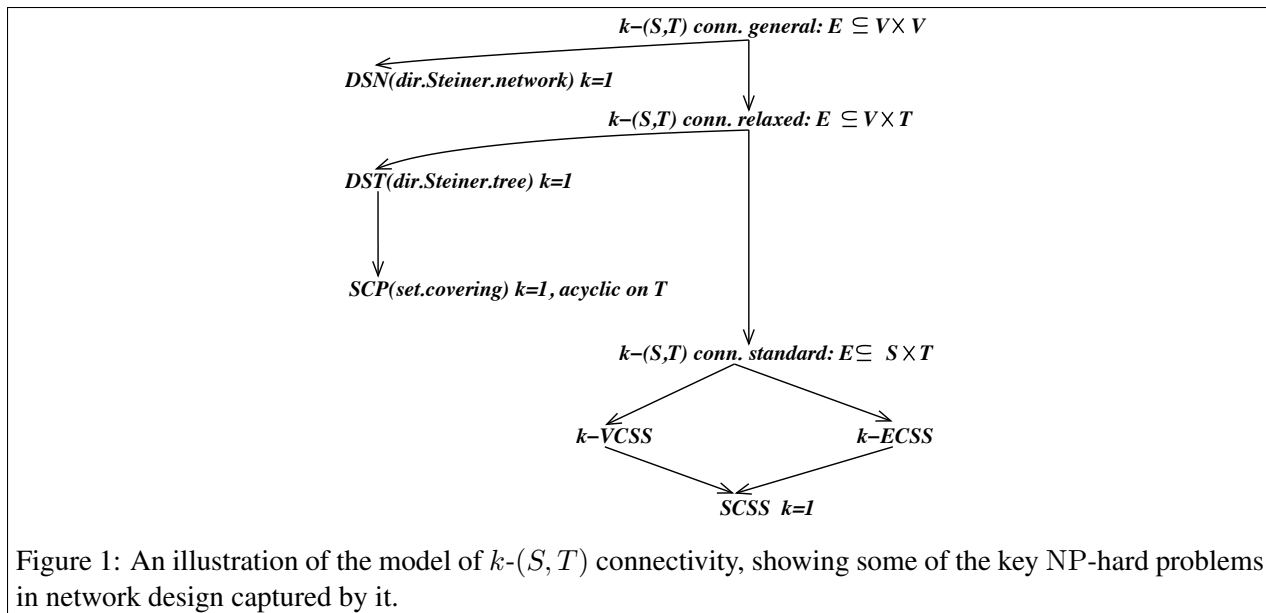 k−(S,T) conn. general: E ⊆ V × V
DSN(dir.Steiner.network) k=1
k−(S,T) conn. relaxed: E ⊆ V × T
DST(dir.Steiner.tree) k=1
SCP(set.covering) k=1, acyclic on T
k−(S,T) conn. standard: E ⊆ S × T
k−VCSS
k−ECSS
SCSS k=1
Figure 1: An illustration of the model of k-(S, T) connectivity, showing some of the key NP-hard problems
in network design captured by it.